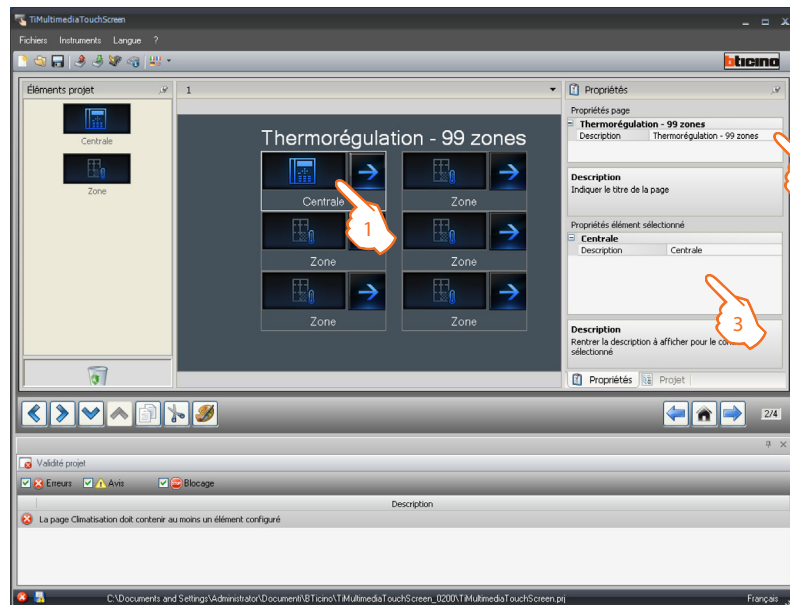 TiMultimediaTouchScreen
Fichiers Instruments Langue ?
bticino
Éléments projet
Centrale
Zone
1
Thermorégulation - 99 zones
Centrale
Zone
1
Zone
Zone
Zone
Zone
Propriétés
Propriétés page
Thermorégulation - 99 zones
Description Thermorégulation - 99 zones
Description
Indiquer le titre de la page
Propriétés élément sélectionné
Centrale
Description Centrale
3
Description
Rentrer la description à afficher pour le
sélectionné
Propriétés Projet
2/4
Validité projet
Erreurs Avis Blocage
Description
La page Climatisation doit contenir au moins un élément configuré
C:\Documents and Settings\Administrator\Documenti\BTicino\TiMultimediaTouchScreen_0200\TiMultimediaTouchScreen.prj
Français